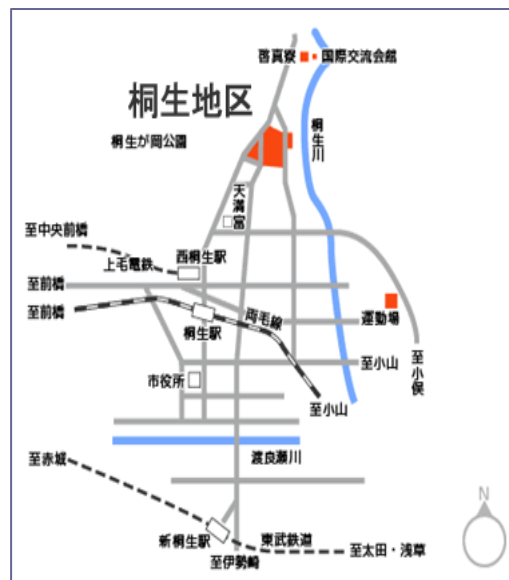 啓真寮
国際交流会館
桐生地区
桐生が岡公園
桐生川
天満宮
至中央前橋
西桐生駅
上毛電鉄
至前橋
至前橋
両毛線
桐生駅
運動場
至小山
至小俣
市役所
至小山
渡良瀬川
至赤城
N
新桐生駅
東武鉄道
至太田・浅草
至伊勢崎